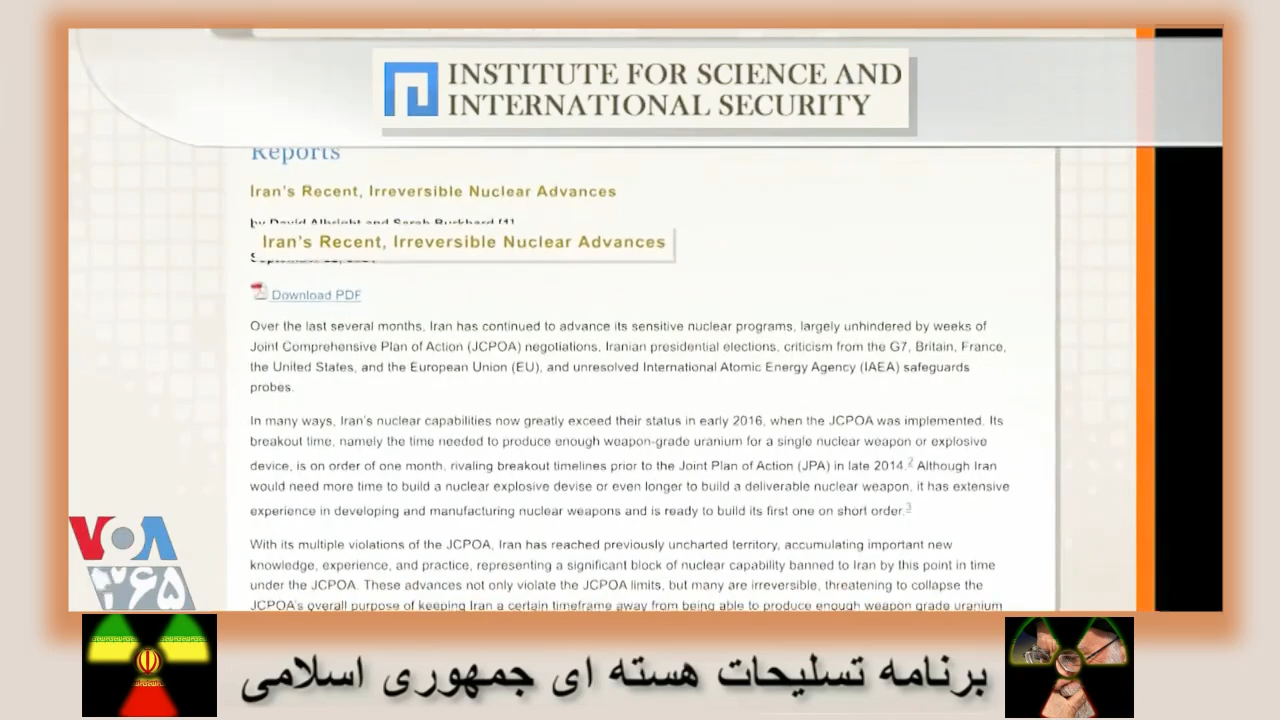 INSTITUTE FOR SCIENCE AND
INTERNATIONAL SECURITY
Reports
Iran's Recent, Irreversible Nuclear Advances
by David Albright and Sarah Burkhard [1]
Iran's Recent, Irreversible Nuclear Advances
Download PDF
Over the last several months, Iran has continued to advance its sensitive nuclear programs, largely unhindered by weeks of
Joint Comprehensive Plan of Action (JCPOA) negotiations, Iranian presidential elections, criticism from the G7, Britain, France,
the United States, and the European Union (EU), and unresolved International Atomic Energy Agency (IAEA) safeguards
probes.
In many ways, Iran's nuclear capabilities now greatly exceed their status in early 2016, when the JCPOA was implemented. Its
breakout time, namely the time needed to produce enough weapon-grade uranium for a single nuclear weapon or explosive
device, is on order of one month, rivaling breakout timelines prior to the Joint Plan of Action (JPA) in late 2014.2 Although Iran
would need more time to build a nuclear explosive devise or even longer to build a deliverable nuclear weapon, it has extensive
experience in developing and manufacturing nuclear weapons and is ready to build its first one on short order.3
With its multiple violations of the JCPOA, Iran has reached previously uncharted territory, accumulating important new
knowledge, experience, and practice, representing a significant block of nuclear capability banned to Iran by this point in time
under the JCPOA. These advances not only violate the JCPOA limits, but many are irreversible, threatening to collapse the
JCPOA's overall purpose of keeping Iran a certain timeframe away from being able to produce enough weapon grade uranium
VOA
۳۶۵
برنامه تسلیحات هسته ای جمهوری اسلامی